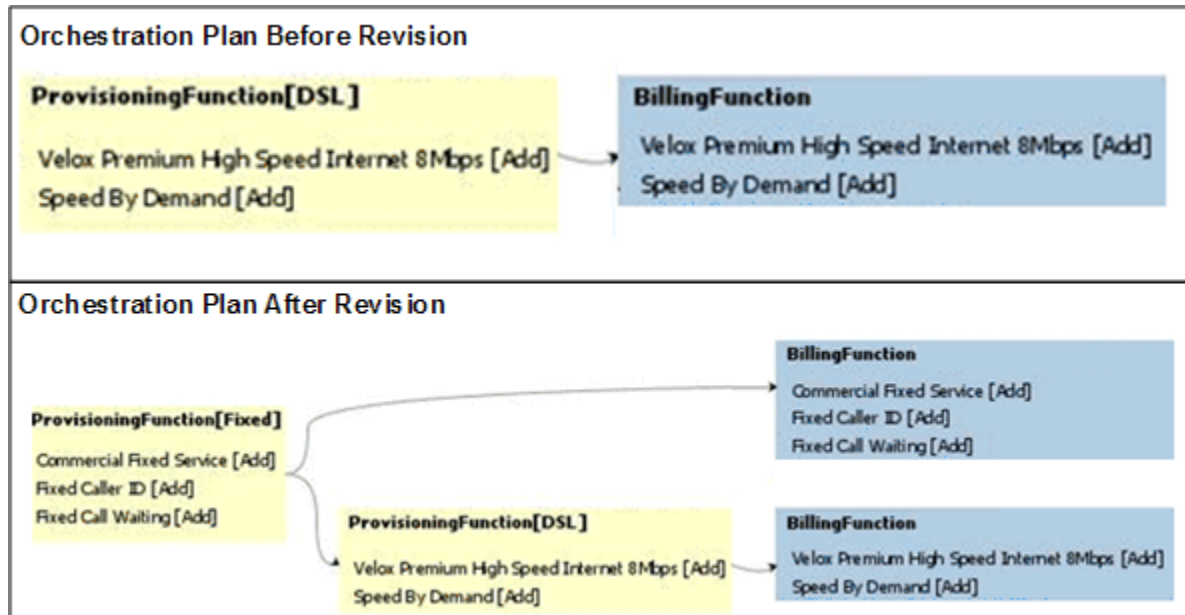 Orchestration Plan Before Revision
ProvisioningFunction[DSL]
Velox Premium High Speed Internet 8Mbps [Add]
Speed By Demand [Add]
BillingFunction
Velox Premium High Speed Internet 8Mbps [Add]
Speed By Demand [Add]
Orchestration Plan After Revision
ProvisioningFunction[Fixed]
Commercial Fixed Service [Add]
Fixed Caller ID [Add]
Fixed Call Waiting [Add]
BillingFunction
Commercial Fixed Service [Add]
Fixed Caller ID [Add]
Fixed Call Waiting [Add]
ProvisioningFunction[DSL]
Velox Premium High Speed Internet 8Mbps [Add]
Speed By Demand [Add]
BillingFunction
Velox Premium High Speed Internet 8Mbps [Add]
Speed By Demand [Add]